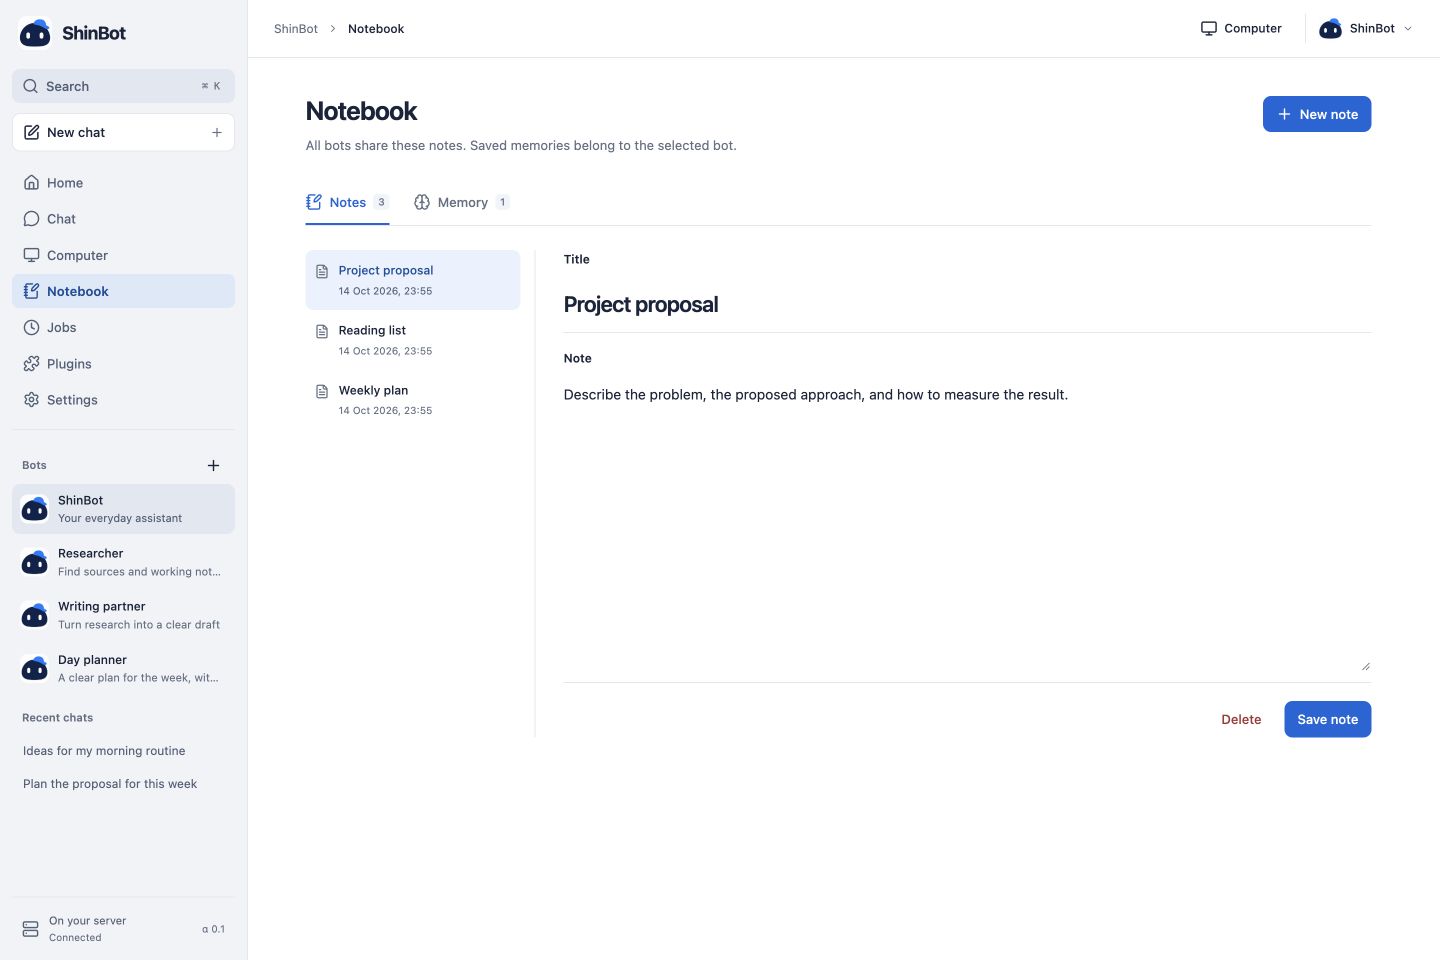 ShinBot
Search ⌘ K
New chat
Home
Chat
Computer
Notebook
Jobs
Plugins
Settings
Bots
ShinBot
Your everyday assistant
Researcher
Find sources and working not...
Writing partner
Turn research into a clear draft
Day planner
A clear plan for the week, wit...
Recent chats
Ideas for my morning routine
Plan the proposal for this week
On your server
Connected
α 0.1
ShinBot > Notebook
Computer
ShinBot
Notebook
All bots share these notes. Saved memories belong to the selected bot.
New note
Notes 3
Memory 1
Project proposal
14 Oct 2026, 23:55
Reading list
14 Oct 2026, 23:55
Weekly plan
14 Oct 2026, 23:55
Title
Project proposal
Note
Describe the problem, the proposed approach, and how to measure the result.
Delete
Save note